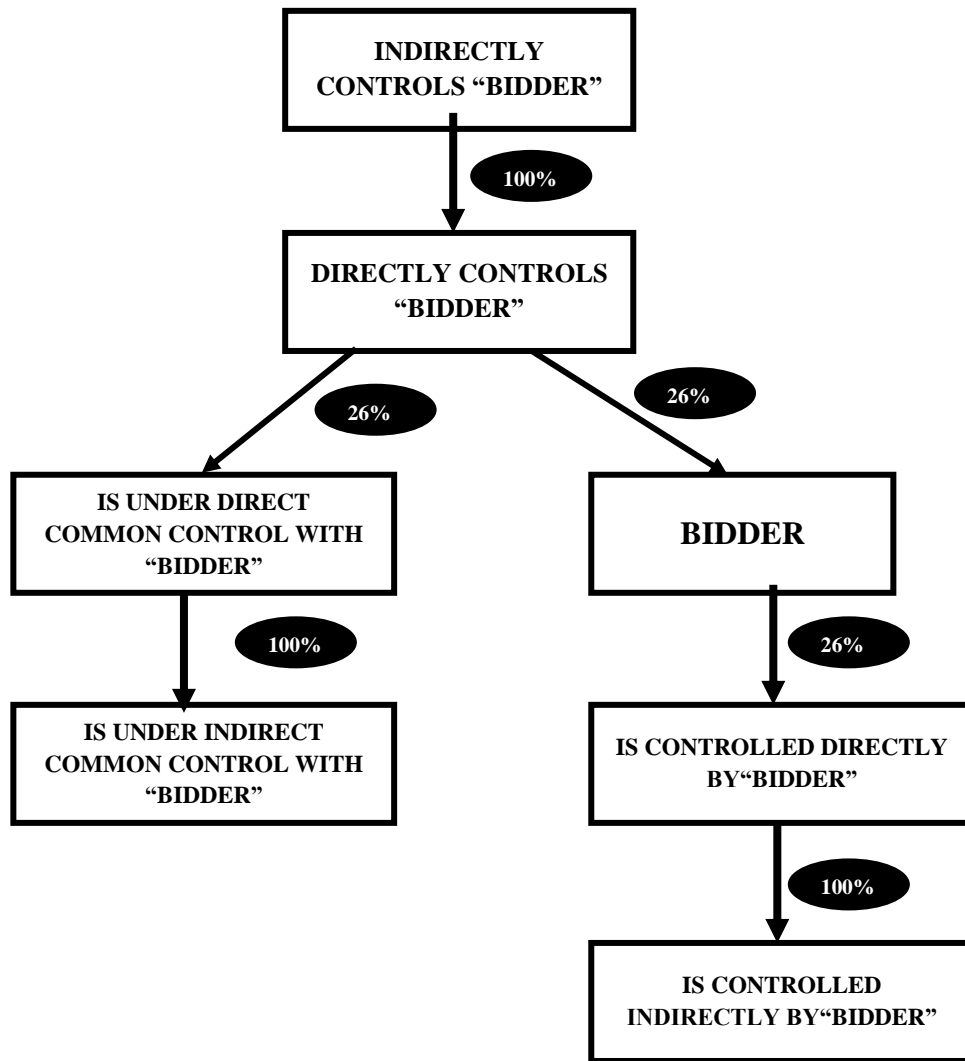 INDIRECTLY
CONTROLS “BIDDER”
100%
DIRECTLY CONTROLS
“BIDDER”
26%
26%
IS UNDER DIRECT
COMMON CONTROL WITH
“BIDDER”
BIDDER
100%
26%
IS UNDER INDIRECT
COMMON CONTROL WITH
“BIDDER”
IS CONTROLLED DIRECTLY
BY“BIDDER”
100%
IS CONTROLLED
INDIRECTLY BY“BIDDER”